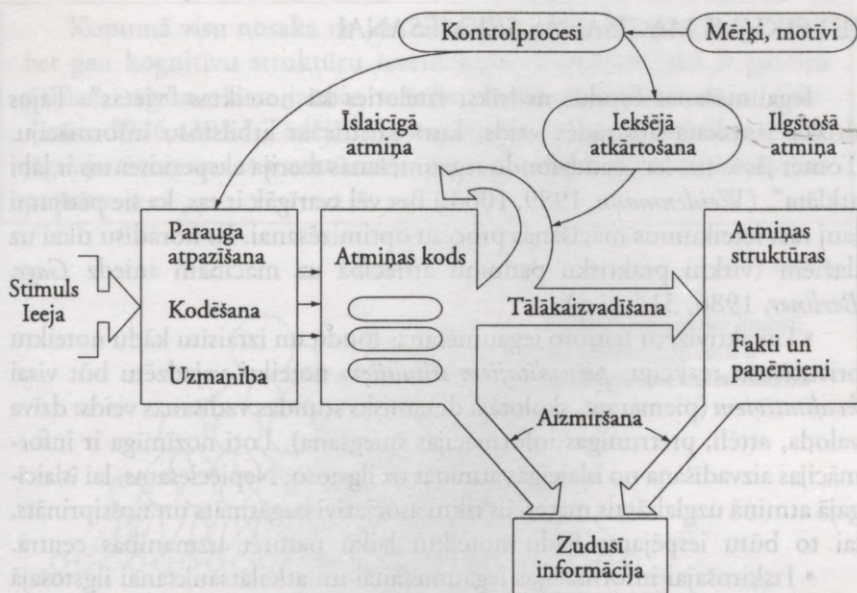 Kontrolprocesi
Mērķi, motīvi
Īslaicīgā
atmiņa
Iekšējā
atkārtošana
Ilgstošā
atmiņa
Stimuls
Ieeja
Parauga
atpazīšana
Kodēšana
Uzmanība
Atmiņas kods
Tālākaizvadīšana
Atmiņas
struktūras
Fakti un
paņēmieni
Aizmiršana
Zudusī
informācija